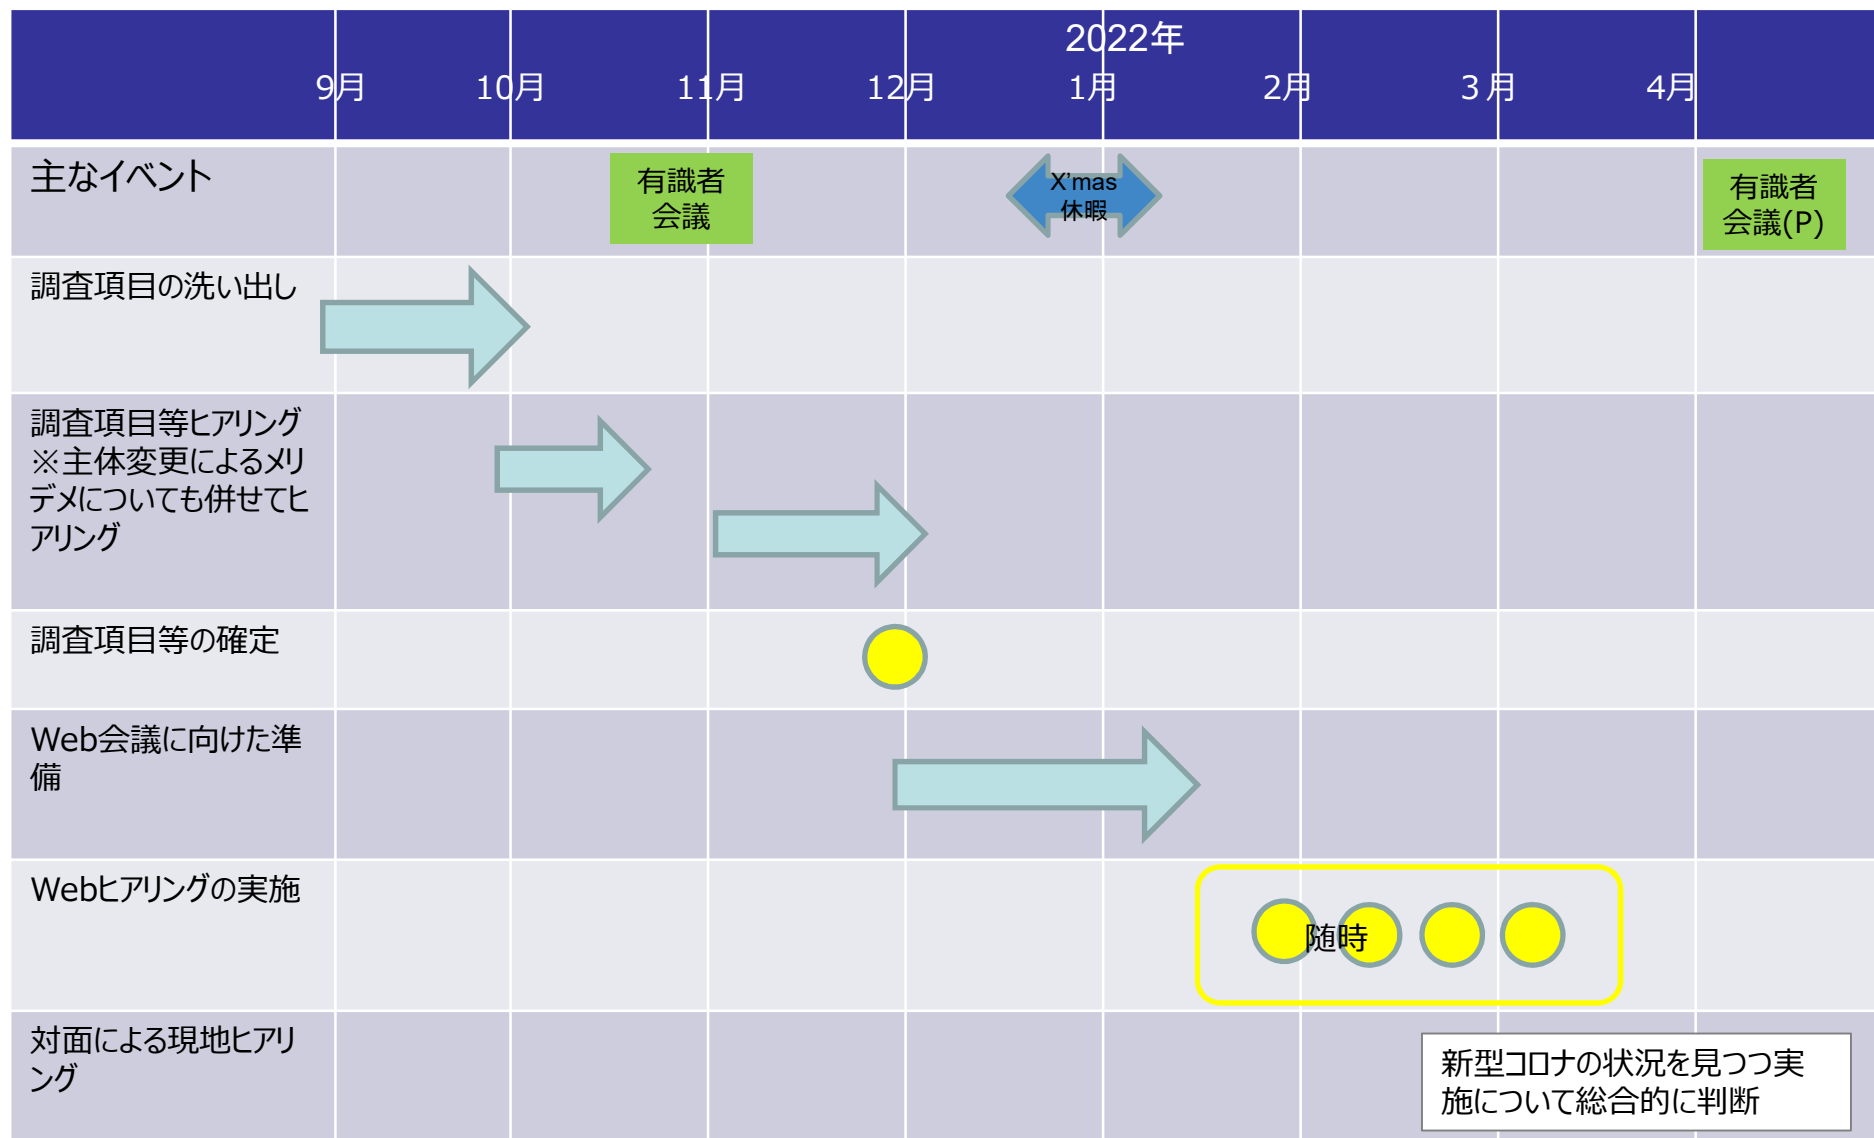 2022年
9月 10月 11月 12月 1月 2月 3月 4月
主なイベント
有識者
会議
X’mas
休暇
有識者
会議(P)
調査項目の洗い出し
調査項目等ヒアリング
※主体変更によるメリ
デメについても併せてヒ
アリング
調査項目等の確定
Web会議に向けた準
備
Webヒアリングの実施
随時
対面による現地ヒアリ
ング
新型コロナの状況を見つつ実
施について総合的に判断